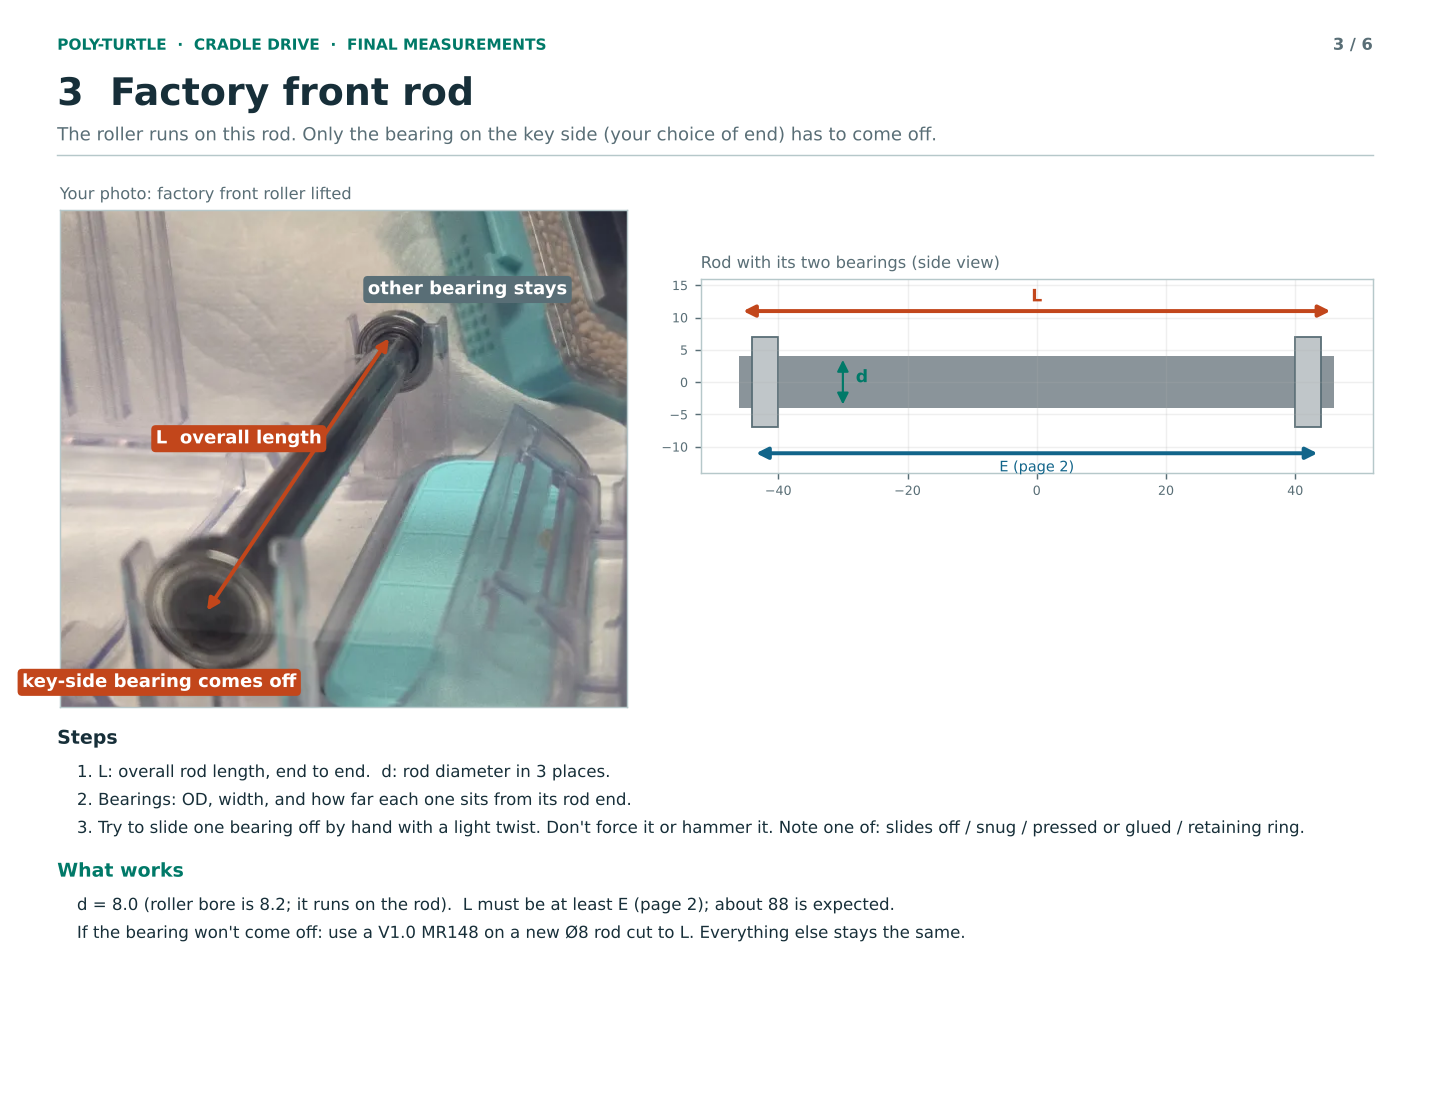 POLY-TURTLE · CRADLE DRIVE · FINAL MEASUREMENTS
3 / 6
3 Factory front rod
The roller runs on this rod. Only the bearing on the key side (your choice of end) has to come off.
Your photo: factory front roller lifted
other bearing stays
L overall length
key-side bearing comes off
Rod with its two bearings (side view)
15
10
5
0
−5
−10
L
d
E (page 2)
−40
−20
0
20
40
Steps
1. L: overall rod length, end to end. d: rod diameter in 3 places.
2. Bearings: OD, width, and how far each one sits from its rod end.
3. Try to slide one bearing off by hand with a light twist. Don't force it or hammer it. Note one of: slides off / snug / pressed or glued / retaining ring.
What works
d = 8.0 (roller bore is 8.2; it runs on the rod). L must be at least E (page 2); about 88 is expected.
If the bearing won't come off: use a V1.0 MR148 on a new Ø8 rod cut to L. Everything else stays the same.